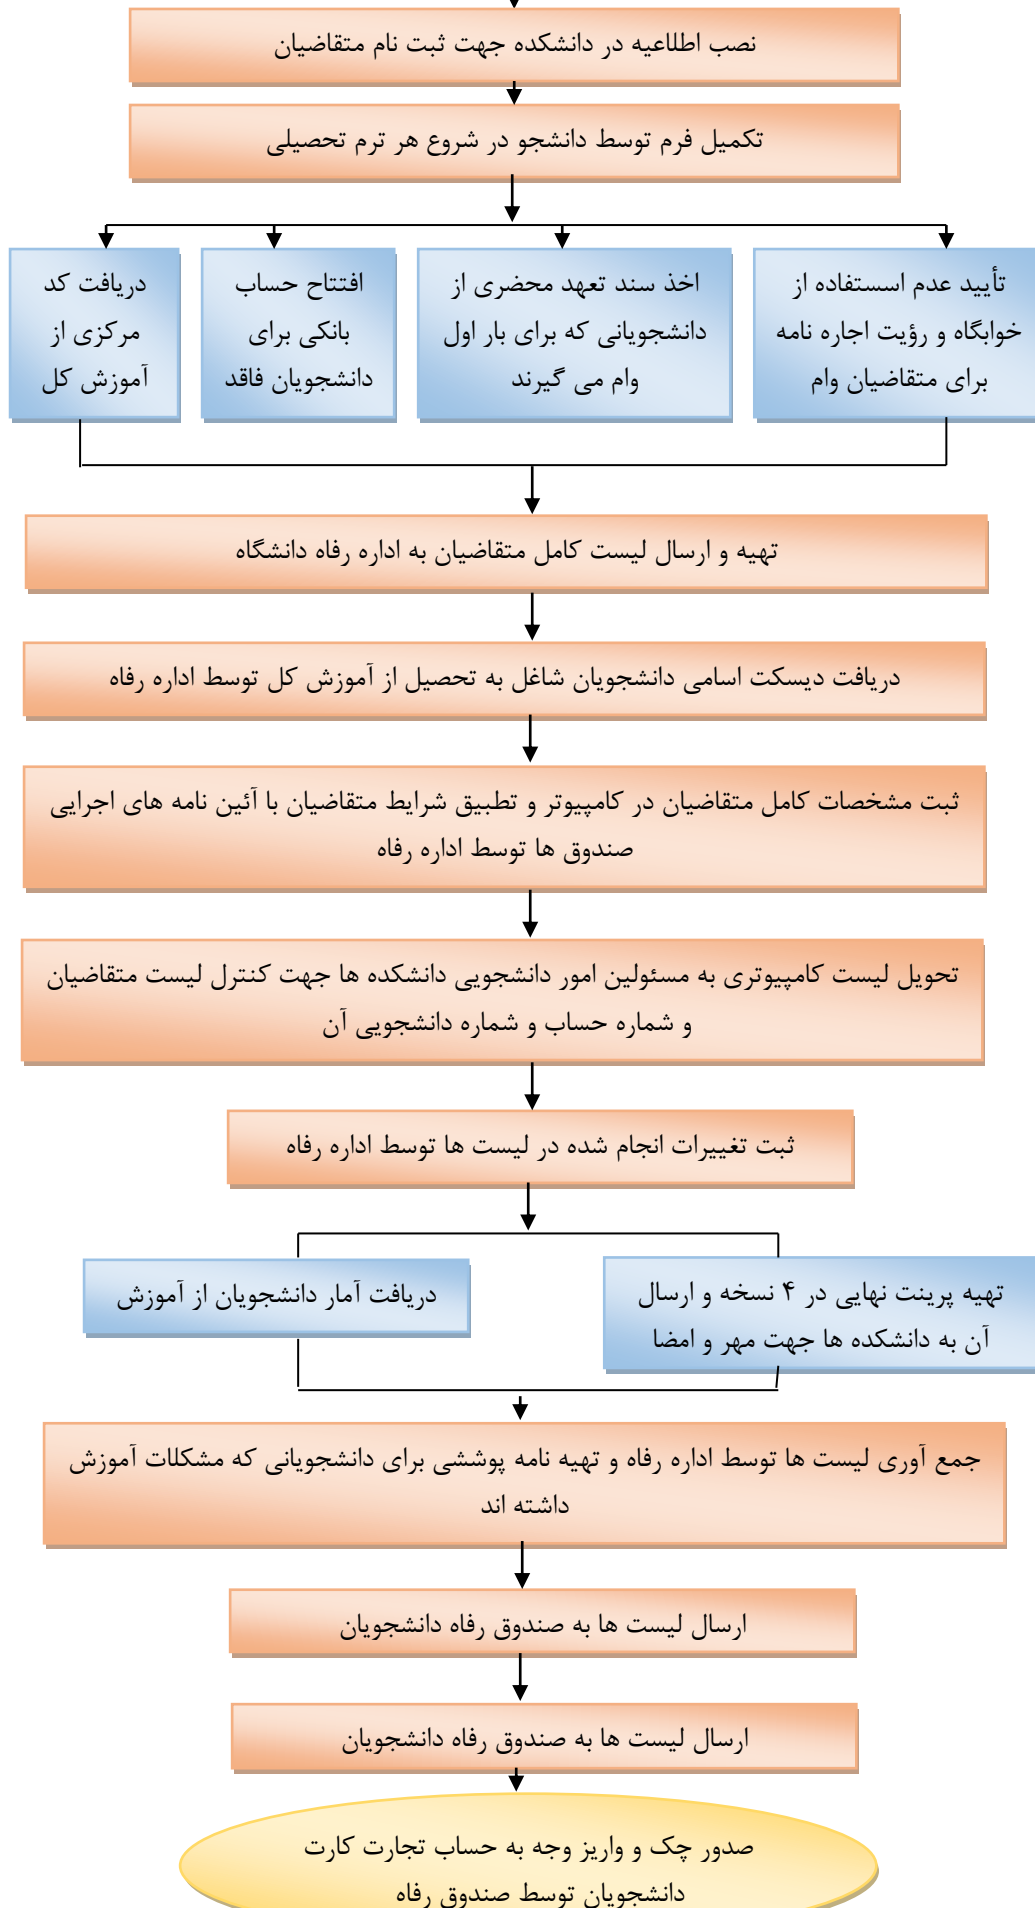 نصب اطلاعیه در دانشکده جهت ثبت نام متقاضیان
تکمیل فرم توسط دانشجو در شروع هر ترم تحصیلی
تأیید عدم اسستفاده از
خوابگاه و رؤیت اجاره نامه
برای متقاضیان وام
اخذ سند تعهد محضری از
دانشجویانی که برای بار اول
وام می گیرند
افتتاح حساب
بانکی برای
دانشجویان فاقد
دریافت کد
مرکزی از
آموزش کل
تهیه و ارسال لیست کامل متقاضیان به اداره رفاه دانشگاه
دریافت دیسکت اسامی دانشجویان شاغل به تحصیل از آموزش کل توسط اداره رفاه
ثبت مشخصات کامل متقاضیان در کامپیوتر و تطبیق شرایط متقاضیان با آئین نامه های اجرایی
صندوق ها توسط اداره رفاه
تحویل لیست کامپیوتری به مسئولین امور دانشجویی دانشکده ها جهت کنترل لیست متقاضیان
و شماره حساب و شماره دانشجویی آن
ثبت تغییرات انجام شده در لیست ها توسط اداره رفاه
تهیه پرینت نهایی در ۴ نسخه و ارسال
آن به دانشکده ها جهت مهر و امضا
دریافت آمار دانشجویان از آموزش
جمع آوری لیست ها توسط اداره رفاه و تهیه نامه پوششی برای دانشجویانی که مشکلات آموزش
داشته اند
ارسال لیست ها به صندوق رفاه دانشجویان
ارسال لیست ها به صندوق رفاه دانشجویان
صدور چک و واریز وجه به حساب تجارت کارت
دانشجویان توسط صندوق رفاه